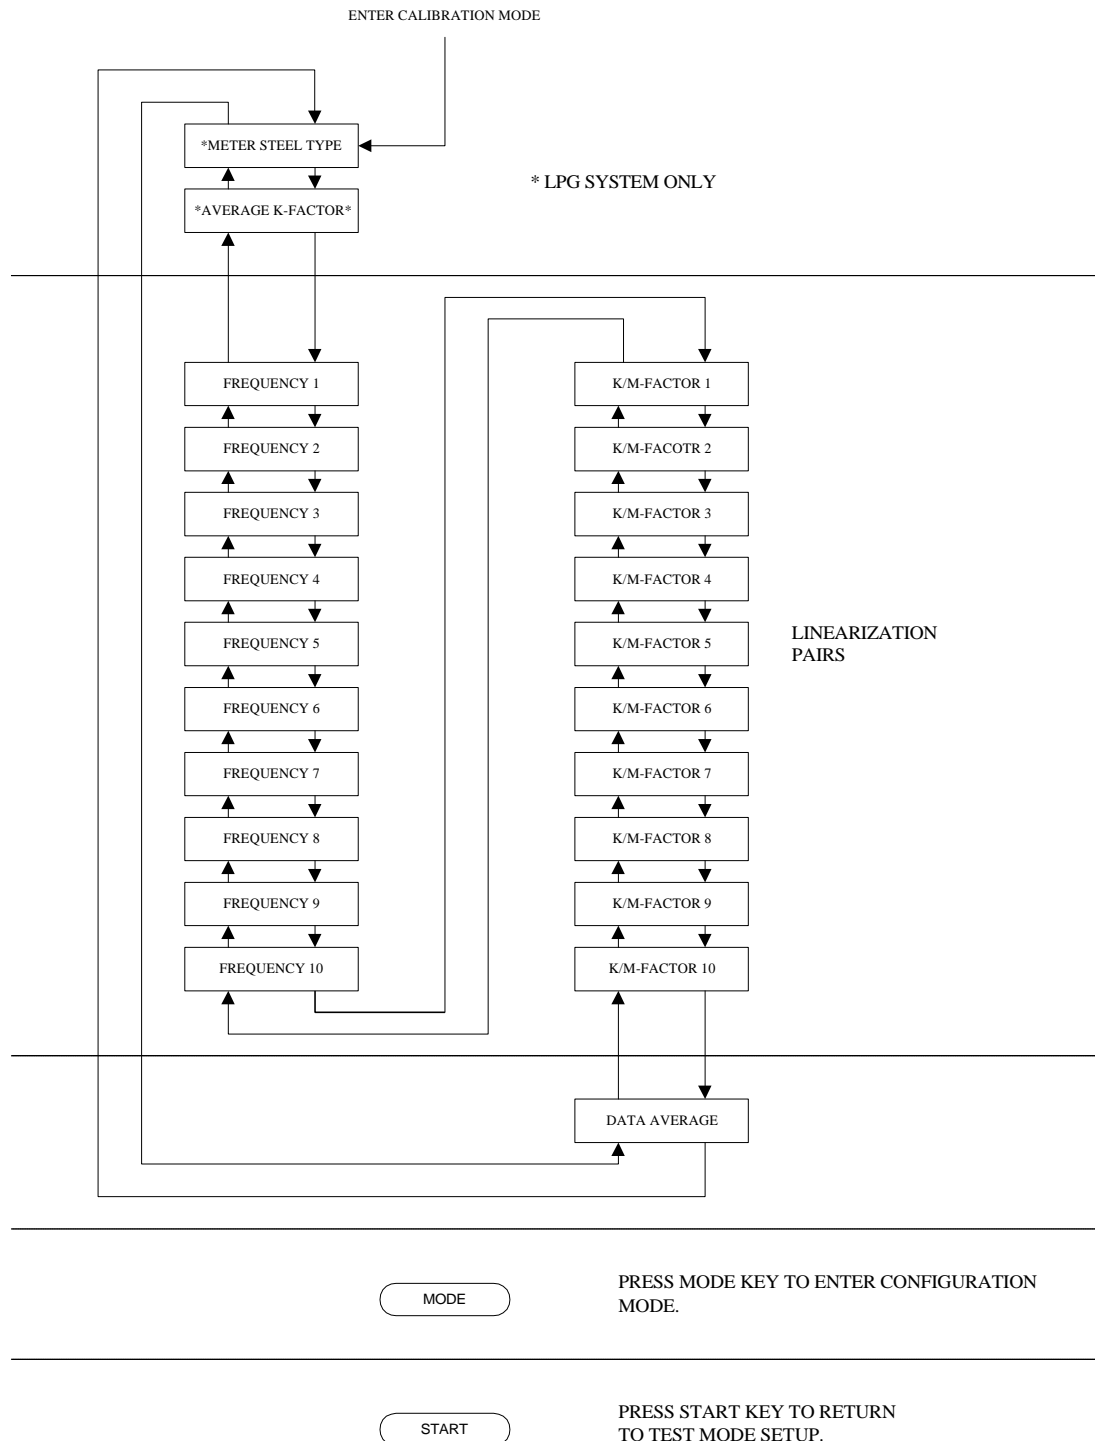 ENTER CALIBRATION MODE
*METER STEEL TYPE
* LPG SYSTEM ONLY
*AVERAGE K-FACTOR*
FREQUENCY 1
FREQUENCY 2
FREQUENCY 3
FREQUENCY 4
FREQUENCY 5
FREQUENCY 6
FREQUENCY 7
FREQUENCY 8
FREQUENCY 9
FREQUENCY 10
K/M-FACTOR 1
K/M-FACOTR 2
K/M-FACTOR 3
K/M-FACTOR 4
K/M-FACTOR 5
K/M-FACTOR 6
K/M-FACTOR 7
K/M-FACTOR 8
K/M-FACTOR 9
K/M-FACTOR 10
LINEARIZATION
PAIRS
DATA AVERAGE
MODE
PRESS MODE KEY TO ENTER CONFIGURATION
MODE.
START
PRESS START KEY TO RETURN
TO TEST MODE SETUP.